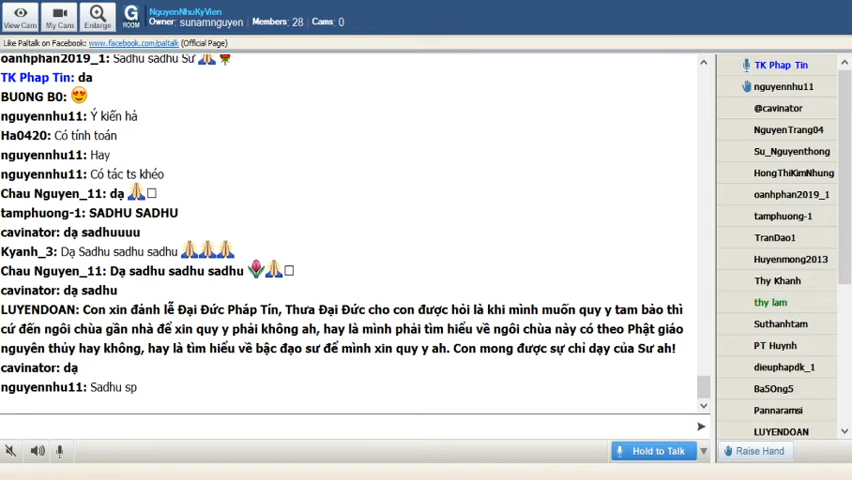 View Cam
My Cam
Enlarge
G
ROOM
NguyenNhuKyVien
Owner: sunamnguyen Members: 28 Cams: 0
Like Paltalk on Facebook: www.facebook.com/paltalk (Official Page)
oanhphan2019_1: Sadhu sadhu Sư
TK Phap Tin: da
BU0NG B0:
nguyennhu11: Ý kiến hả
Ha0420: Có tính toán
nguyennhu11: Hay
nguyennhu11: Có tác ts khéo
Chau Nguyen_11: dạ
tamphuong-1: SADHU SADHU
cavinator: dạ sadhuuuu
Kyanh_3: Dạ Sadhu sadhu sadhu
Chau Nguyen_11: Dạ sadhu sadhu sadhu
cavinator: dạ sadhu
LUYENDOAN: Con xin đảnh lễ Đại Đức Pháp Tín, Thưa Đại Đức cho con được hỏi là khi mình muốn quy y tam bảo thì
cứ đến ngôi chùa gần nhà để xin quy y phải không ah, hay là mình phải tìm hiểu về ngôi chùa này có theo Phật giáo
nguyên thủy hay không, hay là tìm hiểu về bậc đạo sư để mình xin quy y ah. Con mong được sự chỉ dạy của Sư ah!
cavinator: dạ
nguyennhu11: Sadhu sp
TK Phap Tin
nguyennhu11
@cavinator
NguyenTrang04
Su_Nguyenthong
HongThiKimNhung
oanhphan2019_1
tamphuong-1
TranDao1
Huyenmong2013
Thy Khanh
thy lam
Suthanhtam
PT Huynh
dieuphapdk_1
Ba5Ong5
Pannaramsi
LUYENDOAN
Hold to Talk
Raise Hand